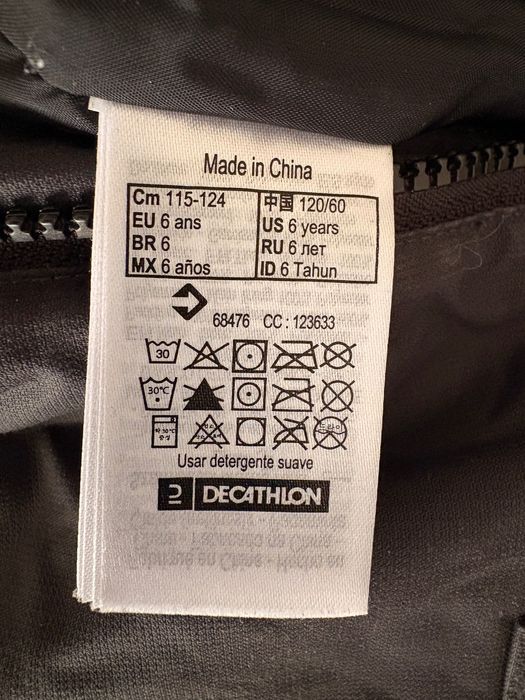 Made in China
Cm 115-124
EU 6 ans
BR 6
MX 6 años
中国 120/60
US 6 years
RU 6 лет
ID 6 Tahun
68476 CC : 123633
30
30°C
Usar detergente suave
DECATHLON